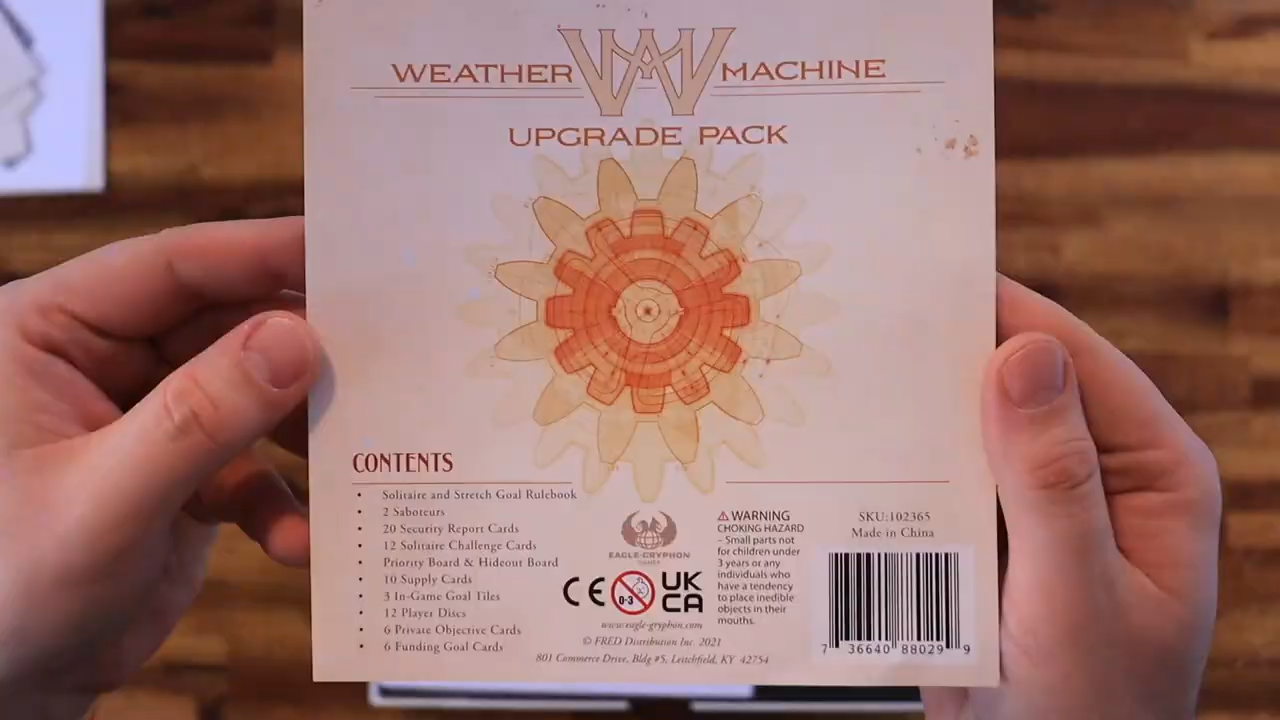 WEATHER WM MACHINE
UPGRADE PACK
CONTENTS
• Solitaire and Stretch Goal Rulebook
• 2 Saboteurs
• 20 Security Report Cards
• 12 Solitaire Challenge Cards
• Priority Board & Hideout Board
• 10 Supply Cards
• 3 In-Game Goal Tiles
• 12 Player Discs
• 6 Private Objective Cards
• 6 Funding Goal Cards
EAGLE-GRYPHON
GAMES
CE
0-3
UK
CA
www.eagle-gryphon.com
© FRED Distribution Inc. 2021
801 Commerce Drive, Bldg #5, Leitchfield, KY 42754
WARNING
CHOKING HAZARD
– Small parts not
for children under
3 years or any
individuals who
have a tendency
to place inedible
objects in their
mouths.
SKU:102365
Made in China
7 36640 88029 9